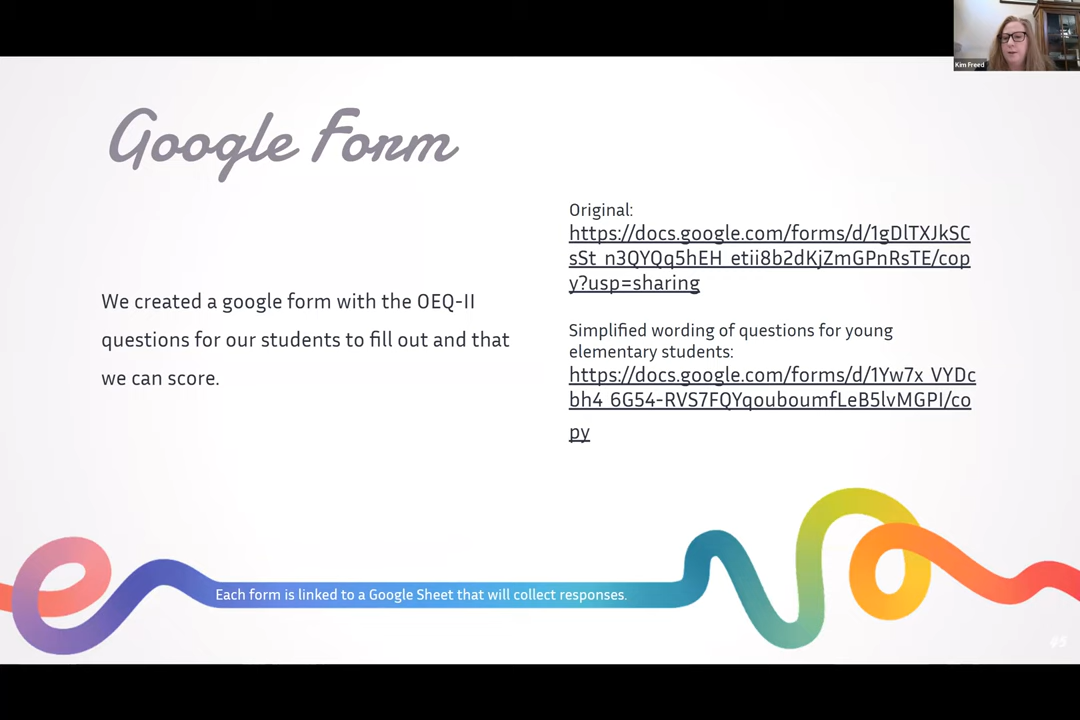 Kim Freed
Google Form
We created a google form with the OEQ-II
questions for our students to fill out and that
we can score.
Original:
https://docs.google.com/forms/d/1gDlTXJkSC
sSt_n3QYQq5hEH_etii8b2dKjZmGPnRsTE/cop
y?usp=sharing
Simplified wording of questions for young
elementary students:
https://docs.google.com/forms/d/1Yw7x_VYDc
bh4_6G54-RVS7FQYqouboumfLeB5lvMGPI/co
py
Each form is linked to a Google Sheet that will collect responses.